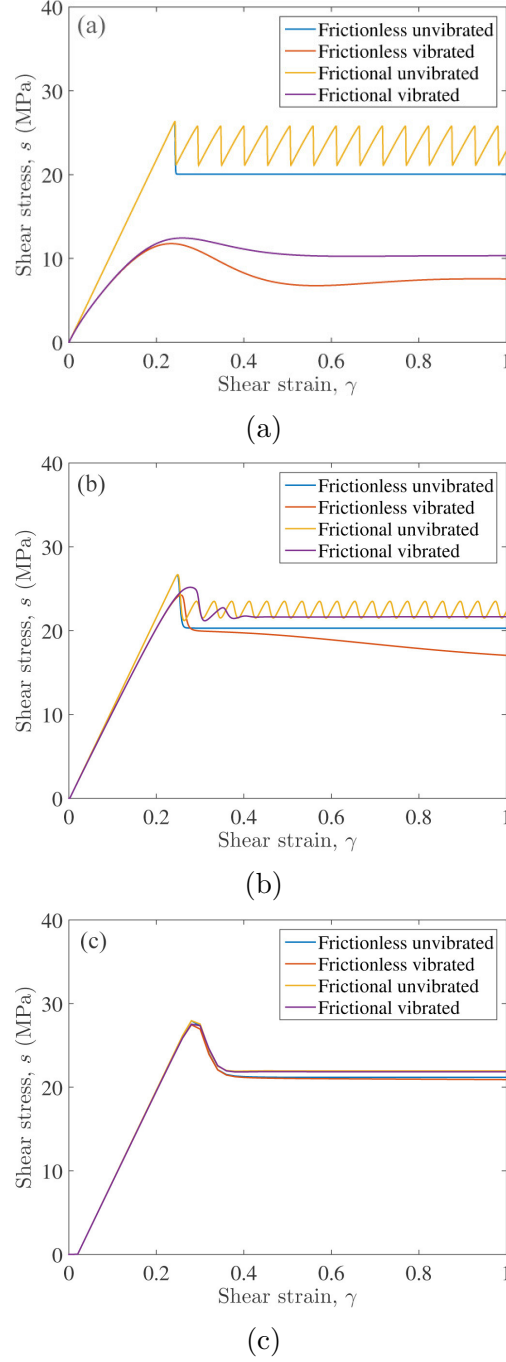 (a)
Frictionless unvibrated
Frictionless vibrated
Frictional unvibrated
Frictional vibrated
Shear stress, s (MPa)
40
30
20
10
0
0 0.2 0.4 0.6 0.8 1
Shear strain, γ
(a)
(b)
Frictionless unvibrated
Frictionless vibrated
Frictional unvibrated
Frictional vibrated
Shear stress, s (MPa)
40
30
20
10
0
0 0.2 0.4 0.6 0.8 1
Shear strain, γ
(b)
(c)
Frictionless unvibrated
Frictionless vibrated
Frictional unvibrated
Frictional vibrated
Shear stress, s (MPa)
40
30
20
10
0
0 0.2 0.4 0.6 0.8 1
Shear strain, γ
(c)